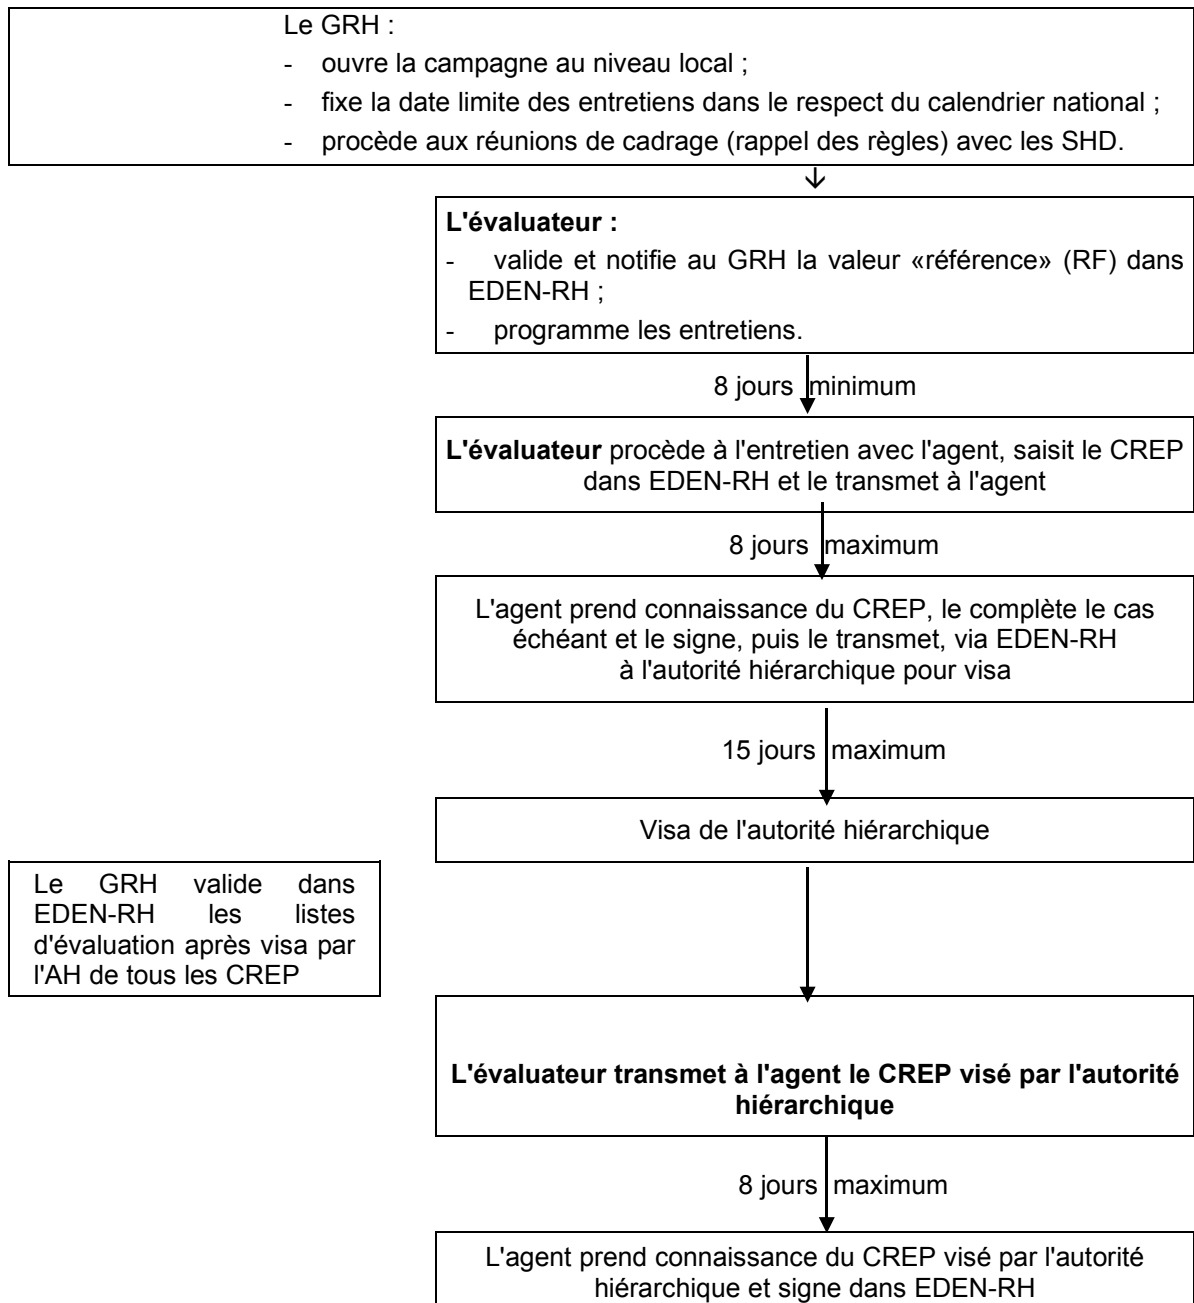 Le GRH :
- ouvre la campagne au niveau local ;
- fixe la date limite des entretiens dans le respect du calendrier national ;
- procède aux réunions de cadrage (rappel des règles) avec les SHD.
L'évaluateur :
- valide et notifie au GRH la valeur «référence» (RF) dans
EDEN-RH ;
- programme les entretiens.
8 jours minimum
L'évaluateur procède à l'entretien avec l'agent, saisit le CREP
dans EDEN-RH et le transmet à l'agent
8 jours maximum
L'agent prend connaissance du CREP, le complète le cas
échéant et le signe, puis le transmet, via EDEN-RH
à l'autorité hiérarchique pour visa
15 jours maximum
Visa de l'autorité hiérarchique
Le GRH valide dans
EDEN-RH les listes
d'évaluation après visa par
l'AH de tous les CREP
L'évaluateur transmet à l'agent le CREP visé par l'autorité
hiérarchique
8 jours maximum
L'agent prend connaissance du CREP visé par l'autorité
hiérarchique et signe dans EDEN-RH